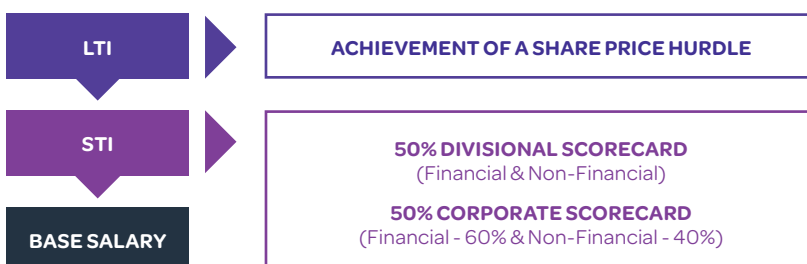 LTI
ACHIEVEMENT OF A SHARE PRICE HURDLE
STI
50% DIVISIONAL SCORECARD
(Financial & Non-Financial)
50% CORPORATE SCORECARD
(Financial - 60% & Non-Financial - 40%)
BASE SALARY